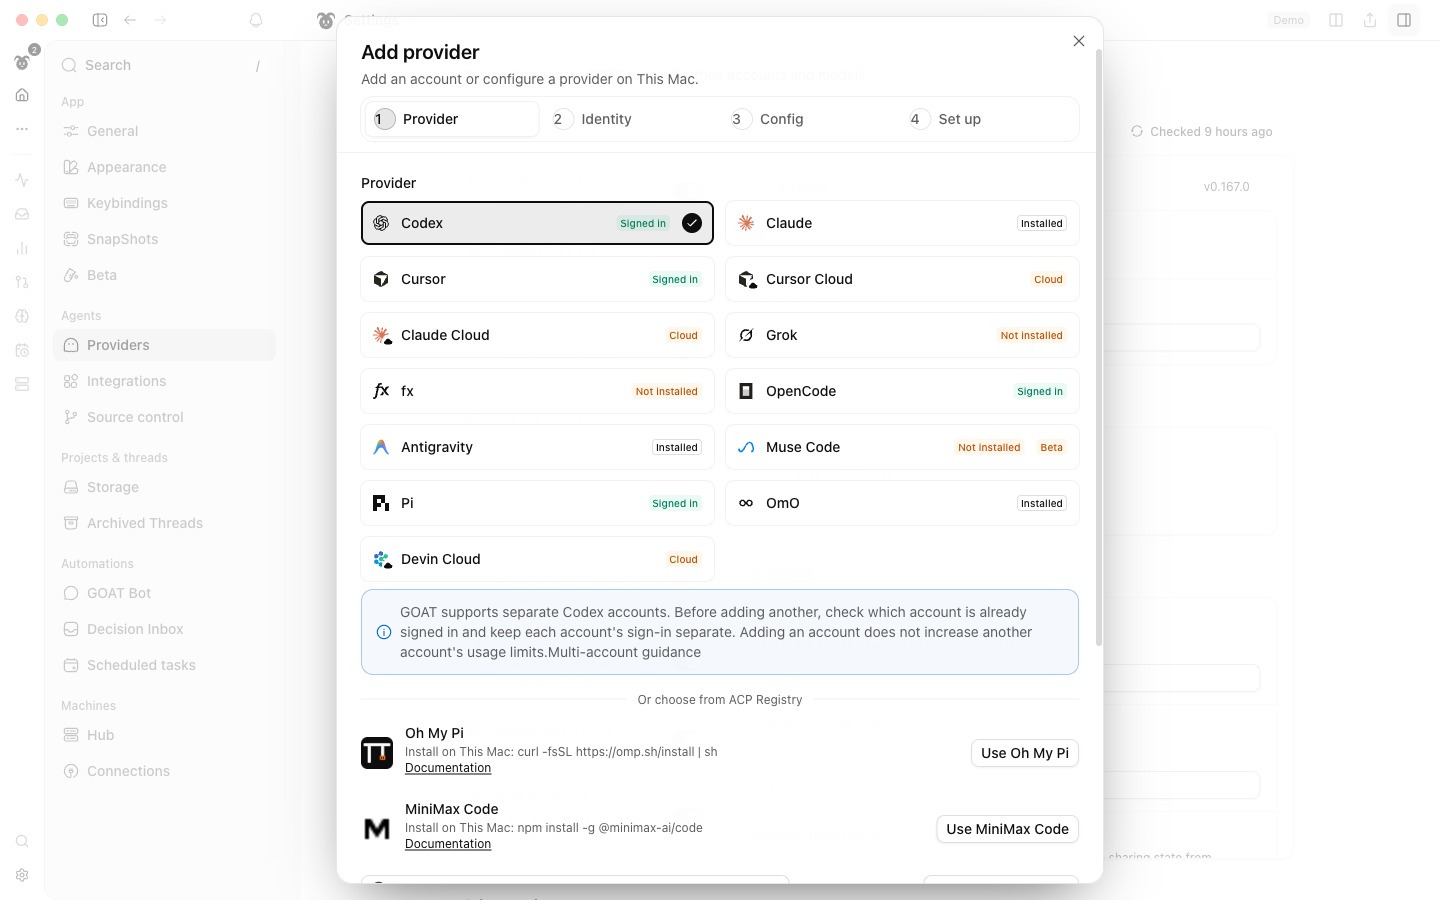 Demo
2
Search
/
App
General
Appearance
Keybindings
SnapShots
Beta
Agents
Providers
Integrations
Source control
Projects & threads
Storage
Archived Threads
Automations
GOAT Bot
Decision Inbox
Scheduled tasks
Machines
Hub
Connections
Checked 9 hours ago
v0.167.0
Add provider
Add an account or configure a provider on This Mac.
1 Provider
2 Identity
3 Config
4 Set up
Provider
Codex Signed in
Claude Installed
Cursor Signed in
Cursor Cloud Cloud
Claude Cloud Cloud
Grok Not installed
fx fx Not installed
OpenCode Signed in
Antigravity Installed
Muse Code Not installed Beta
Pi Signed in
OmO Installed
Devin Cloud Cloud
GOAT supports separate Codex accounts. Before adding another, check which account is already
signed in and keep each account's sign-in separate. Adding an account does not increase another
account's usage limits.Multi-account guidance
Or choose from ACP Registry
Oh My Pi
Install on This Mac: curl -fsSL https://omp.sh/install | sh
Documentation
Use Oh My Pi
MiniMax Code
Install on This Mac: npm install -g @minimax-ai/code
Documentation
Use MiniMax Code
sharing state from